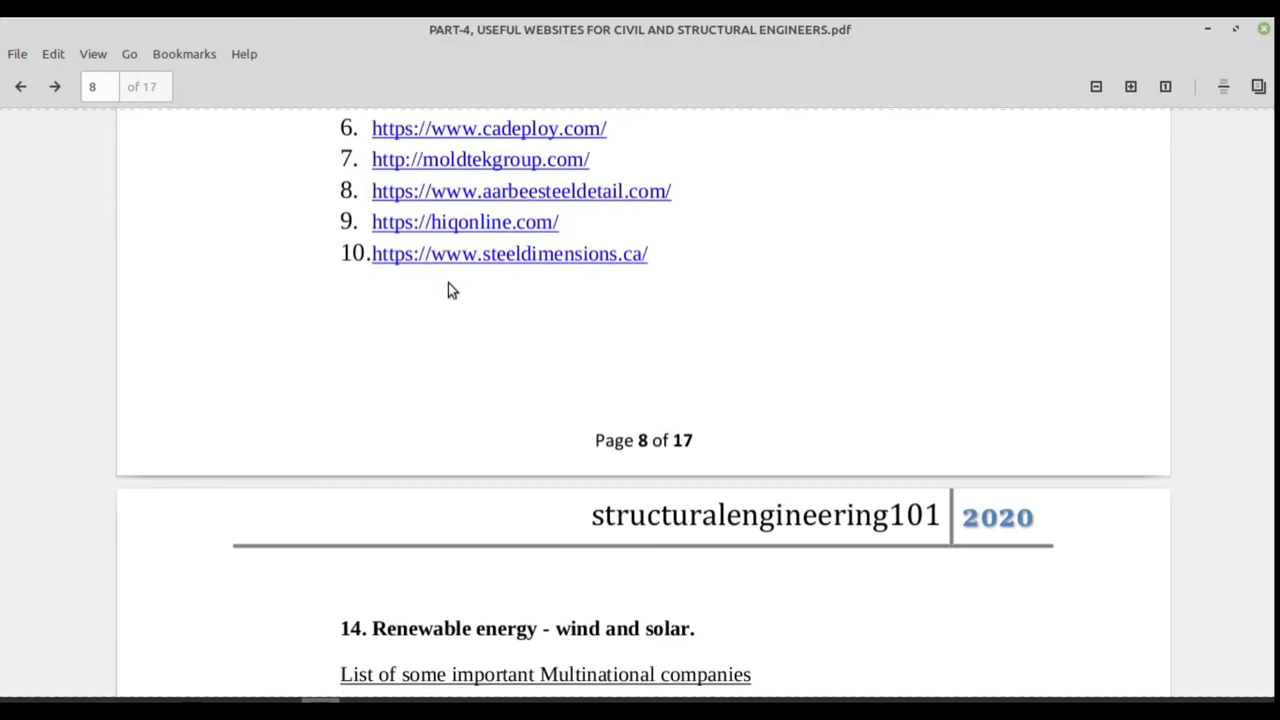 PART-4, USEFUL WEBSITES FOR CIVIL AND STRUCTURAL ENGINEERS.pdf
File Edit View Go Bookmarks Help
8 of 17
6. https://www.cadeploy.com/
7. http://moldtekgroup.com/
8. https://www.aarbeesteeldetail.com/
9. https://hiqonline.com/
10.https://www.steeldimensions.ca/
Page 8 of 17
structuralengineering101 2020
14. Renewable energy - wind and solar.
List of some important Multinational companies